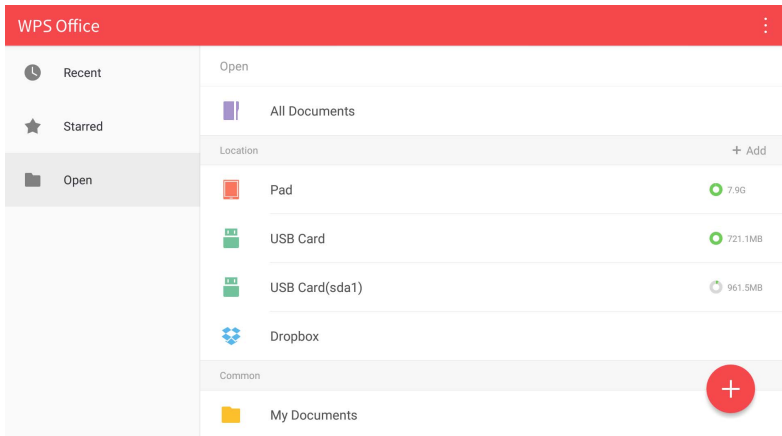 WPS Office
Recent
Starred
Open
Open
All Documents
Location
+ Add
Pad
7.9G
USB Card
721.1MB
USB Card(sda1)
961.5MB
Dropbox
Common
My Documents